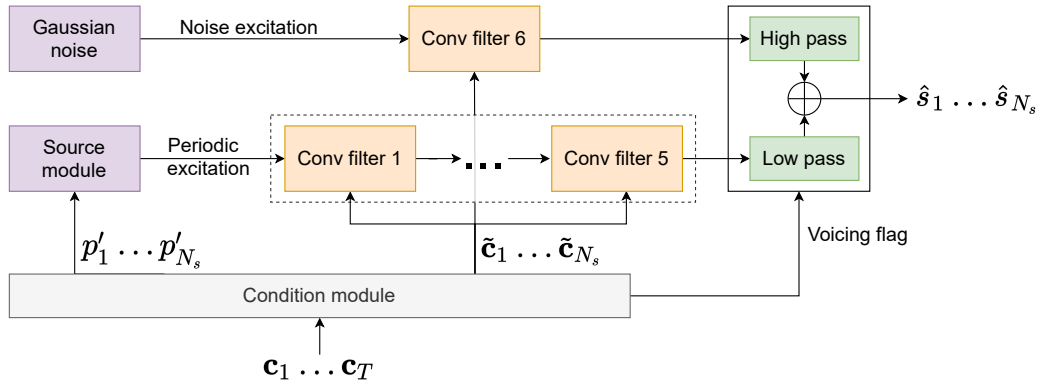 Gaussian
noise
Noise excitation
Conv filter 6
High pass
ŝ₁ … ŝ_{N_s}
Source
module
Periodic
excitation
Conv filter 1
...
Conv filter 5
Low pass
p′₁ … p′_{N_s}
c̃₁ … c̃_{N_s}
Voicing flag
Condition module
c₁ … c_T